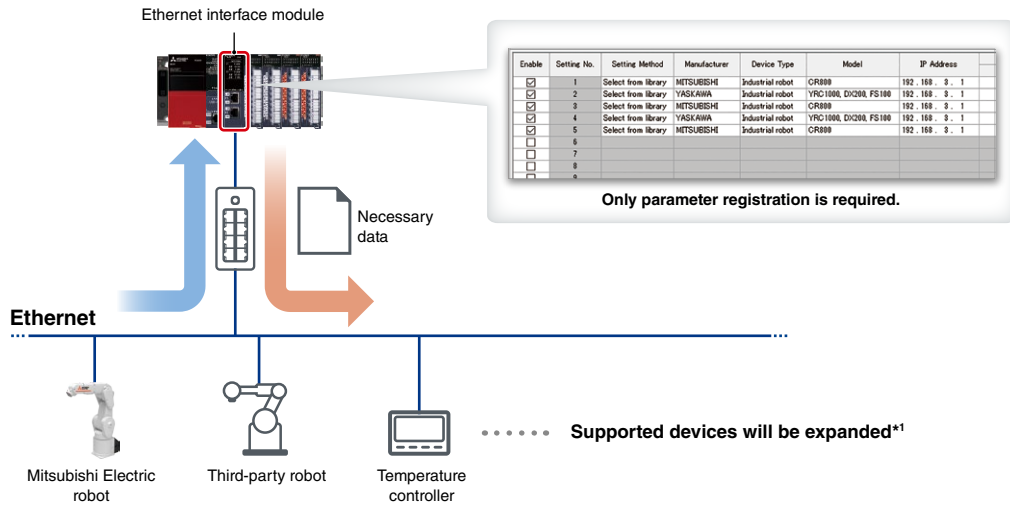 Ethernet interface module
Enable Setting No. Setting Method Manufacturer Device Type Model IP Address
1 Select from library MITSUBISHI Industrial robot CR800 192 . 168 . 3 . 1
2 Select from library YASKAWA Industrial robot YRC1000, DX200, FS100 192 . 168 . 3 . 1
3 Select from library MITSUBISHI Industrial robot CR800 192 . 168 . 3 . 1
4 Select from library YASKAWA Industrial robot YRC1000, DX200, FS100 192 . 168 . 3 . 1
5 Select from library MITSUBISHI Industrial robot CR800 192 . 168 . 3 . 1
6
7
8
9
Only parameter registration is required.
Necessary
data
Ethernet
Supported devices will be expanded*1
Mitsubishi Electric
robot
Third-party robot
Temperature
controller